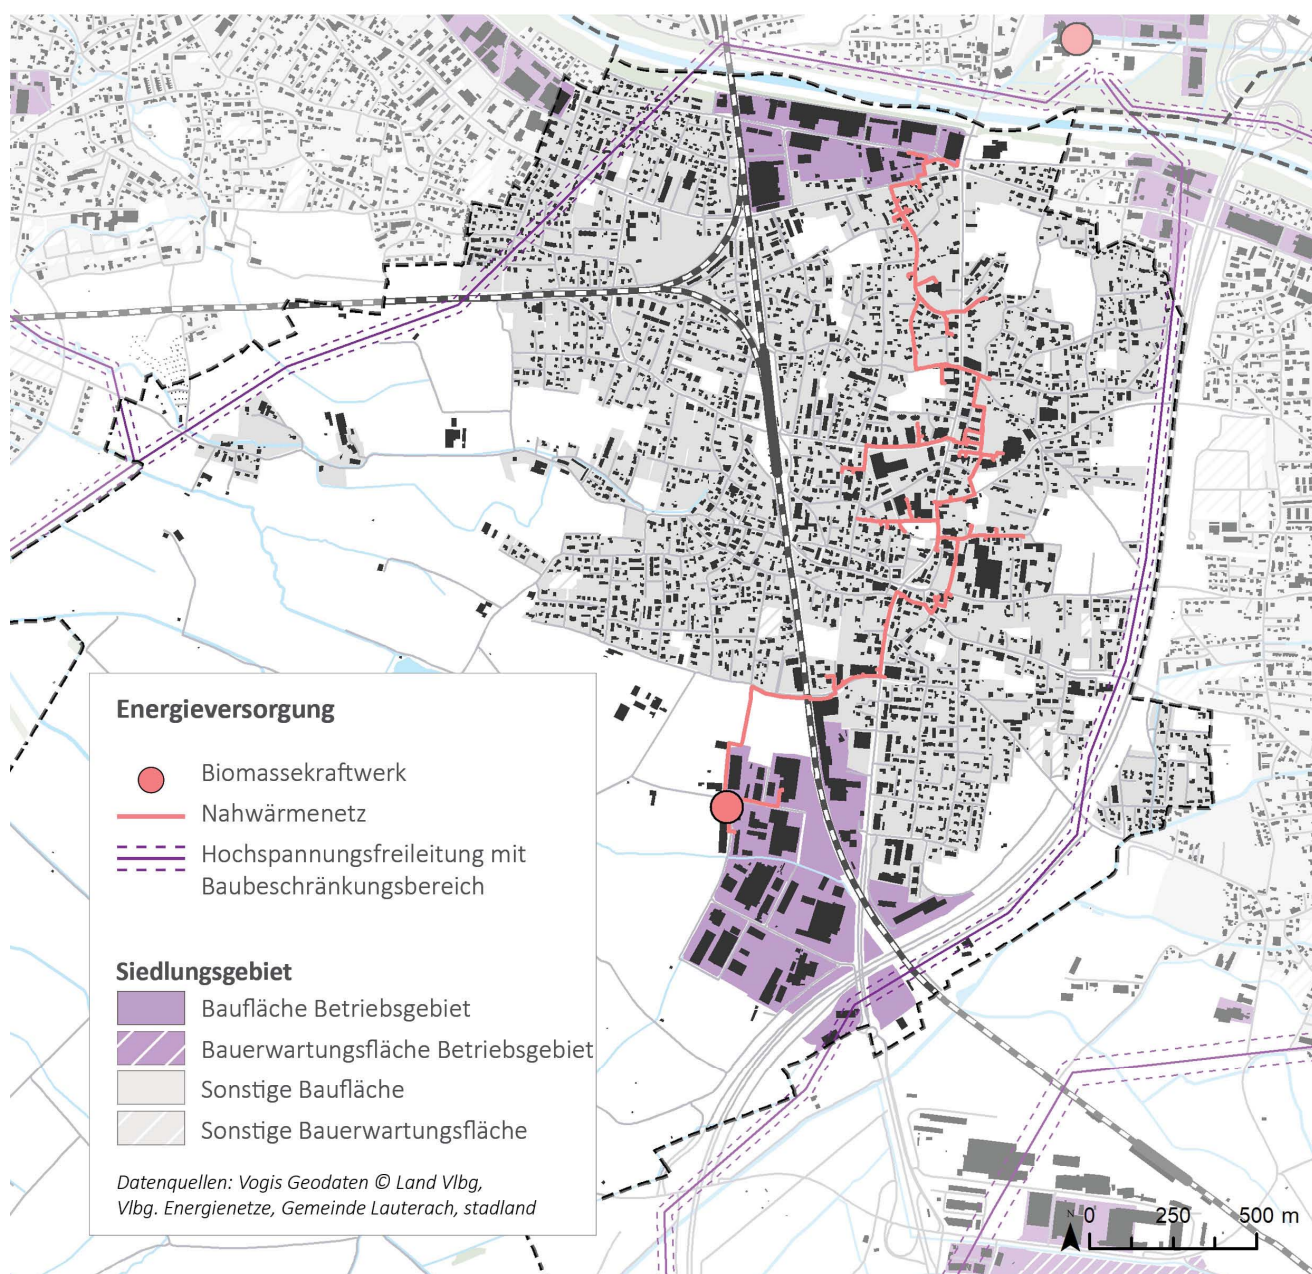 Energieversorgung
Biomassekraftwerk
Nahwärmenetz
Hochspannungsfreileitung mit
Baubeschränkungsbereich
Siedlungsgebiet
Baufläche Betriebsgebiet
Bauerwartungsfläche Betriebsgebiet
Sonstige Baufläche
Sonstige Bauerwartungsfläche
Datenquellen: Vogis Geodaten © Land Vlbg,
Vlbg. Energienetze, Gemeinde Lauterach, stadland
N 0 250 500 m